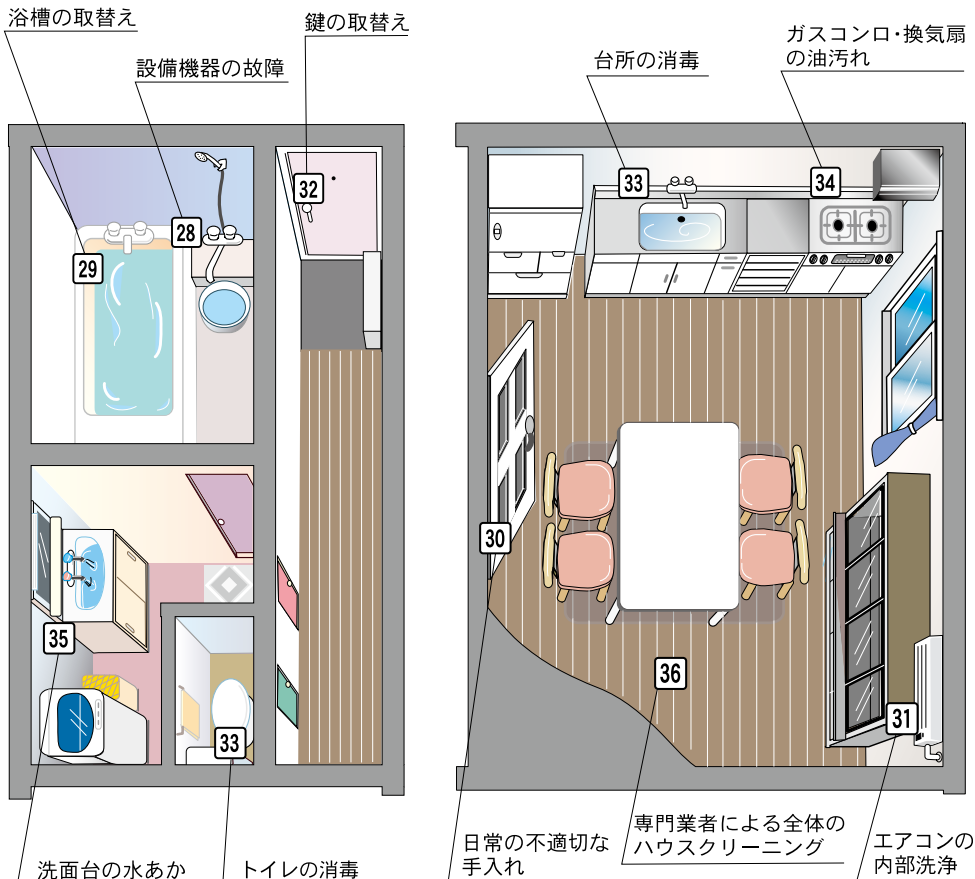 浴槽の取替え
鍵の取替え
設備機器の故障
台所の消毒
ガスコンロ・換気扇
の油汚れ
32
33
34
28
29
30
35
36
31
33
洗面台の水あか
トイレの消毒
日常の不適切な
手入れ
専門業者による全体の
ハウスクリーニング
エアコンの
内部洗浄